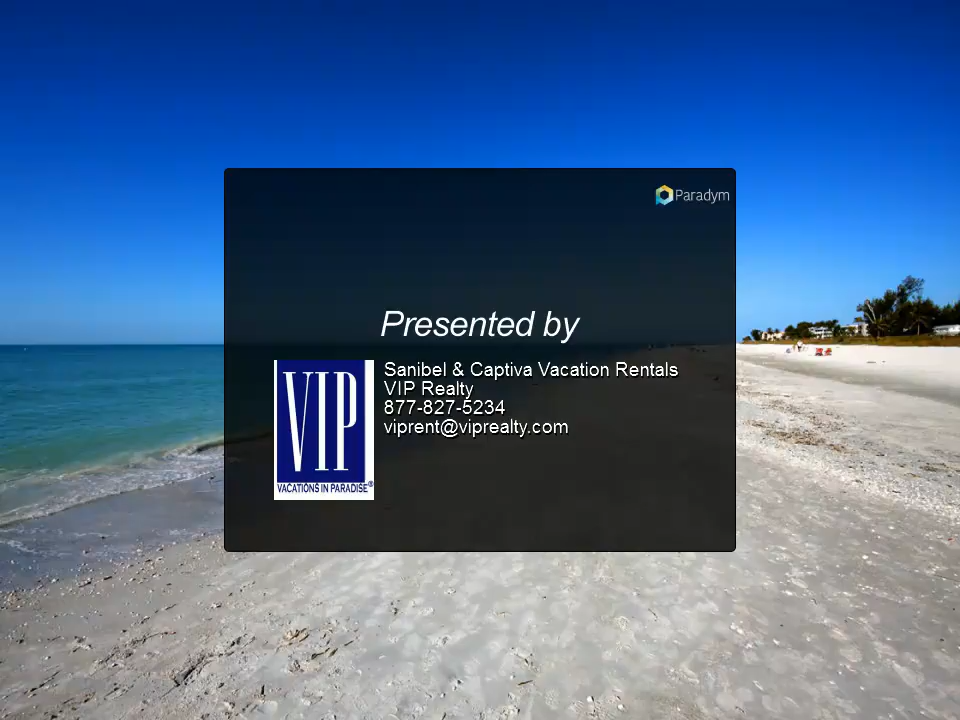 Paradym
Presented by
Sanibel & Captiva Vacation Rentals
VIP Realty
877-827-5234
viprent@viprealty.com
VIP
VACATIONS IN PARADISE®